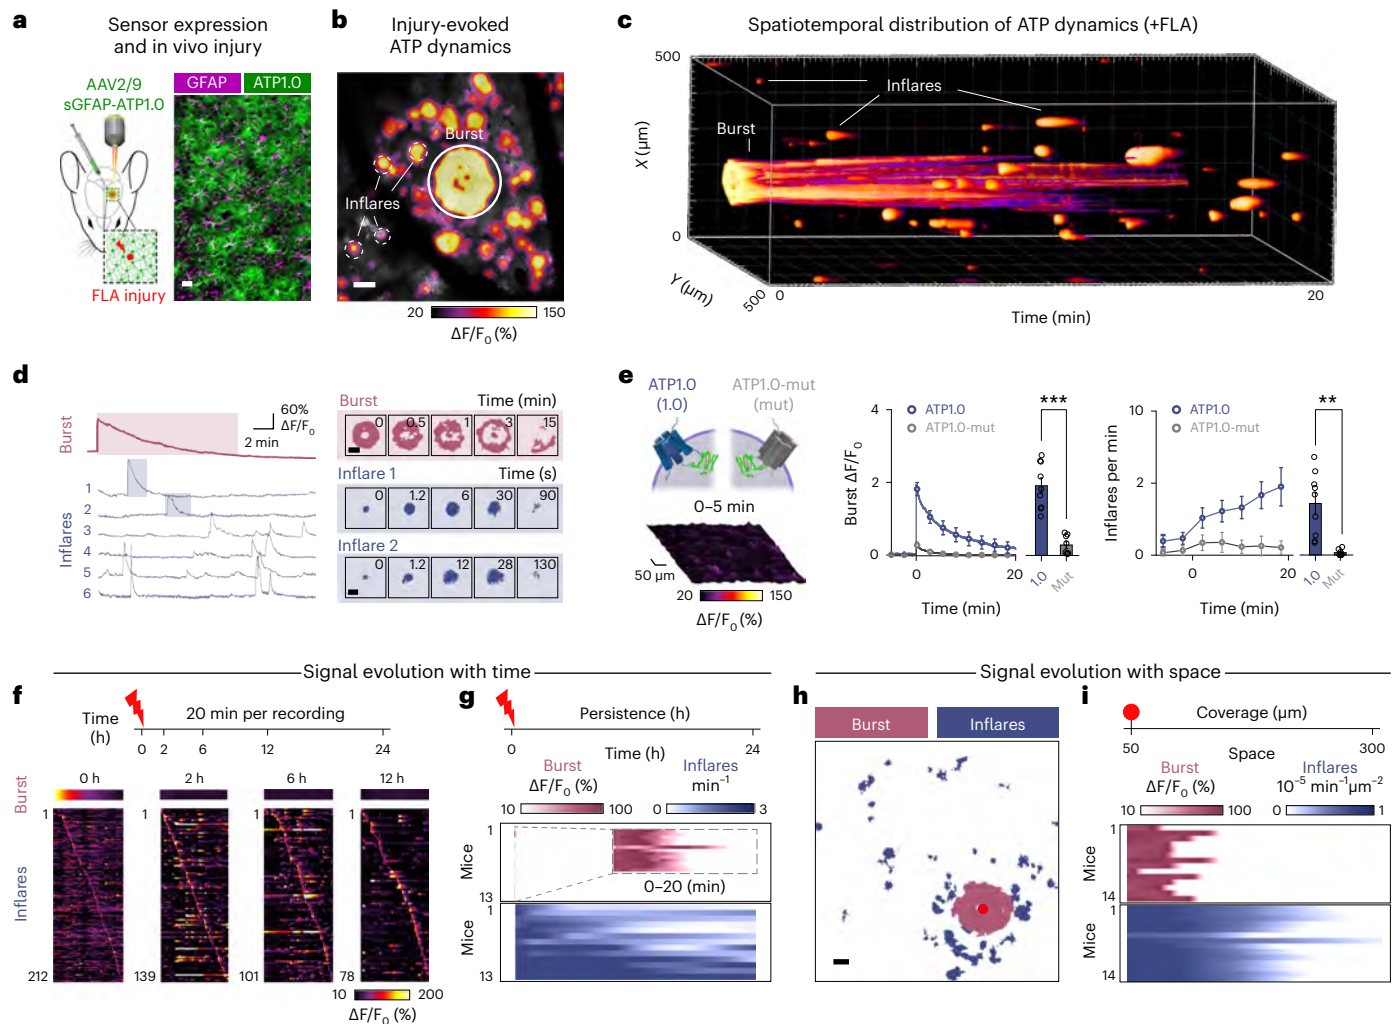 a
Sensor expression
and in vivo injury
AAV2/9
sGFAP-ATP1.0
GFAP
ATP1.0
FLA injury
b
Injury-evoked
ATP dynamics
Burst
Inflares
20
150
ΔF/F0 (%)
c
Spatiotemporal distribution of ATP dynamics (+FLA)
500
X (µm)
0
Y (µm)
500
0
20
Time (min)
Burst
Inflares
d
Burst
60%
ΔF/F0
2 min
Inflares
1
2
3
4
5
6
Burst
Time (min)
0
0.5
1
3
15
Inflare 1
Time (s)
0
1.2
6
30
90
Inflare 2
0
1.2
12
28
130
e
ATP1.0
(1.0)
ATP1.0-mut
(mut)
0–5 min
50 µm
20
150
ΔF/F0 (%)
Burst ΔF/F0
4
2
0
ATP1.0
ATP1.0-mut
***
0
20
1.0
Mut
Time (min)
Inflares per min
10
2
0
ATP1.0
ATP1.0-mut
**
0
20
1.0
Mut
Time (min)
Signal evolution with time
f
Time
(h)
20 min per recording
0
2
6
12
24
Burst
0 h
2 h
6 h
12 h
Inflares
1
212
1
139
1
101
1
78
10
200
ΔF/F0 (%)
g
Persistence (h)
0
24
Time (h)
Burst
ΔF/F0 (%)
10
100
Inflares
min−1
0
3
Mice
1
13
0–20 (min)
Mice
1
13
Signal evolution with space
h
Burst
Inflares
i
Coverage (µm)
50
300
Space
Burst
ΔF/F0 (%)
10
100
Inflares
10−5 min−1µm−2
0
1
Mice
1
14
Mice
1
14